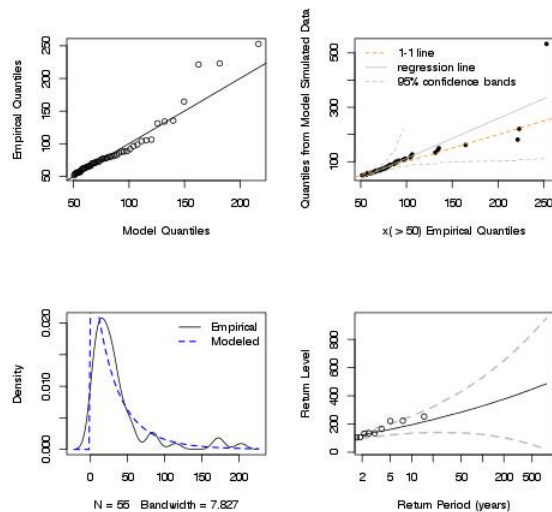 Empirical Quantiles
50
100
150
200
250
50
100
150
200
Model Quantiles
Quantiles from Model Simulated Data
100
300
500
1-1 line
regression line
95% confidence bands
50
100
150
200
250
x( > 50) Empirical Quantiles
Density
0.000
0.010
0.020
Empirical
Modeled
0
50
100
150
200
N = 55 Bandwidth = 7.827
Return Level
0
200
400
600
800
2
5
10
20
50
100
200
500
Return Period (years)